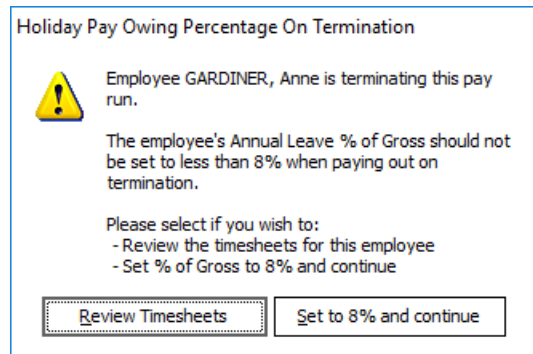 Holiday Pay Owing Percentage On Termination
Employee GARDINER, Anne is terminating this pay
run.
The employee's Annual Leave % of Gross should not
be set to less than 8% when paying out on
termination.
Please select if you wish to:
- Review the timesheets for this employee
- Set % of Gross to 8% and continue
Review Timesheets
Set to 8% and continue